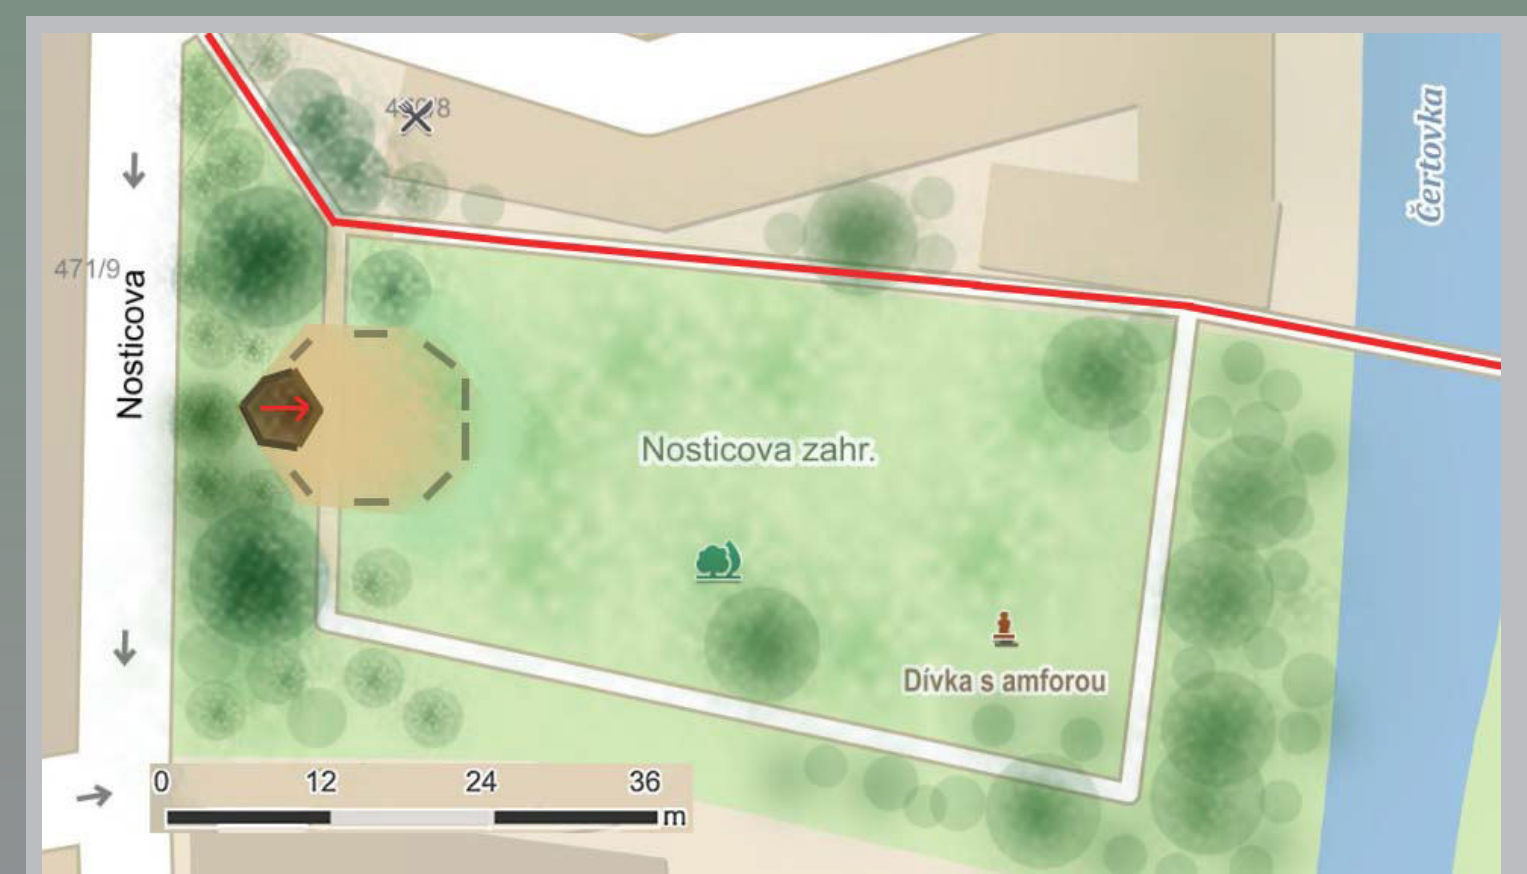 Čertovka
471/9
Nosticova
Nosticova zahr.
Dívka s amforou
0 12 24 36
m